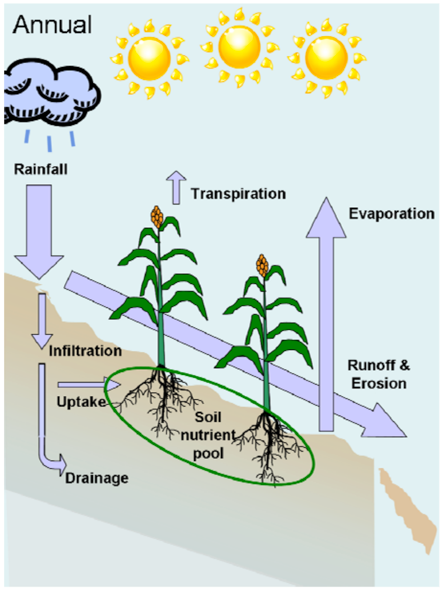 Annual
Rainfall
Transpiration
Evaporation
Infiltration
Runoff &
Erosion
Uptake
Soil
nutrient
pool
Drainage